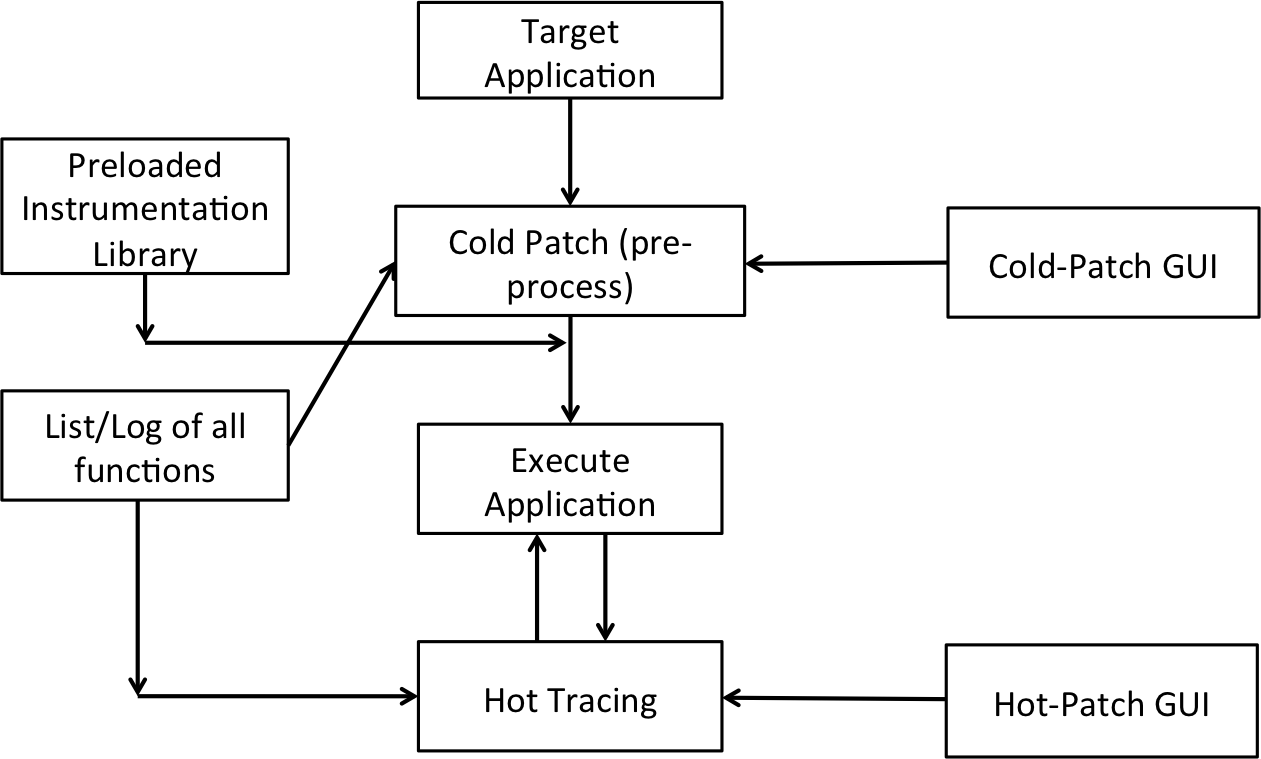 Target
Application
Preloaded
Instrumentation
Library
Cold Patch (pre-
process)
Cold-Patch GUI
List/Log of all
functions
Execute
Application
Hot Tracing
Hot-Patch GUI